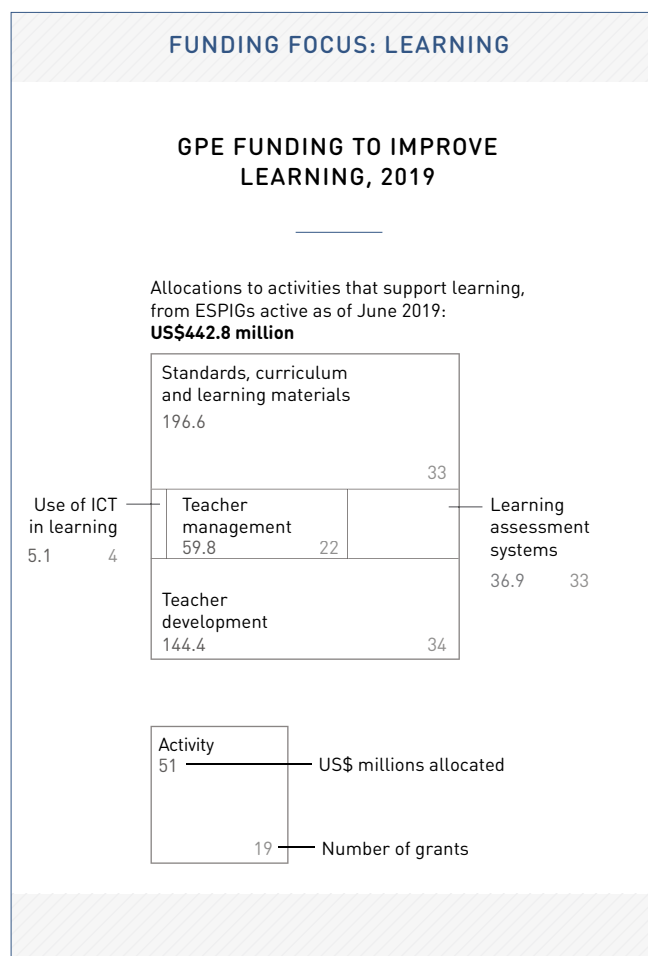 FUNDING FOCUS: LEARNING
GPE FUNDING TO IMPROVE
LEARNING, 2019
Allocations to activities that support learning,
from ESPIGs active as of June 2019:
US$442.8 million
Standards, curriculum
and learning materials
196.6
33
Use of ICT
in learning
5.1 4
Teacher
management
59.8 22
Learning
assessment
systems
36.9 33
Teacher
development
144.4 34
Activity
51
US$ millions allocated
19
Number of grants